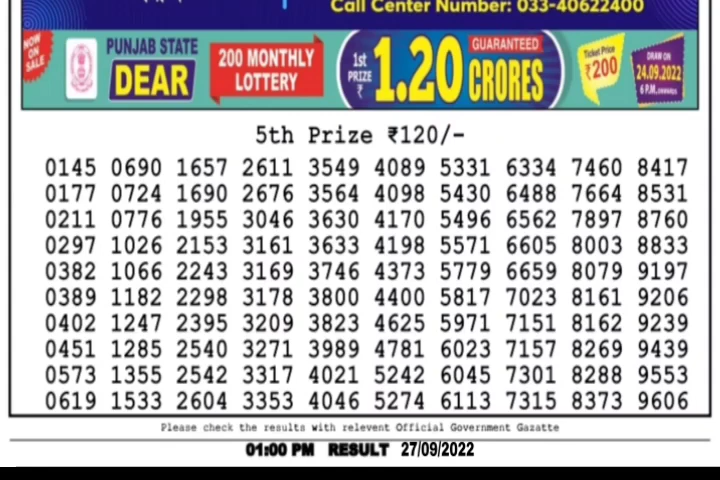 Call Center Number: 033-40622400
NOW ON SALE
PUNJAB STATE
DEAR
200 MONTHLY
LOTTERY
1st
PRIZE
₹
1.20 CRORES
GUARANTEED
Ticket Price
₹200
DRAW ON
24.09.2022
6 P.M. ONWARDS
5th Prize ₹120/-
0145 0690 1657 2611 3549 4089 5331 6334 7460 8417
0177 0724 1690 2676 3564 4098 5430 6488 7664 8531
0211 0776 1955 3046 3630 4170 5496 6562 7897 8760
0297 1026 2153 3161 3633 4198 5571 6605 8003 8833
0382 1066 2243 3169 3746 4373 5779 6659 8079 9197
0389 1182 2298 3178 3800 4400 5817 7023 8161 9206
0402 1247 2395 3209 3823 4625 5971 7151 8162 9239
0451 1285 2540 3271 3989 4781 6023 7157 8269 9439
0573 1355 2542 3317 4021 5242 6045 7301 8288 9553
0619 1533 2604 3353 4046 5274 6113 7315 8373 9606
Please check the results with relevent Official Government Gazatte
01:00 PM RESULT 27/09/2022